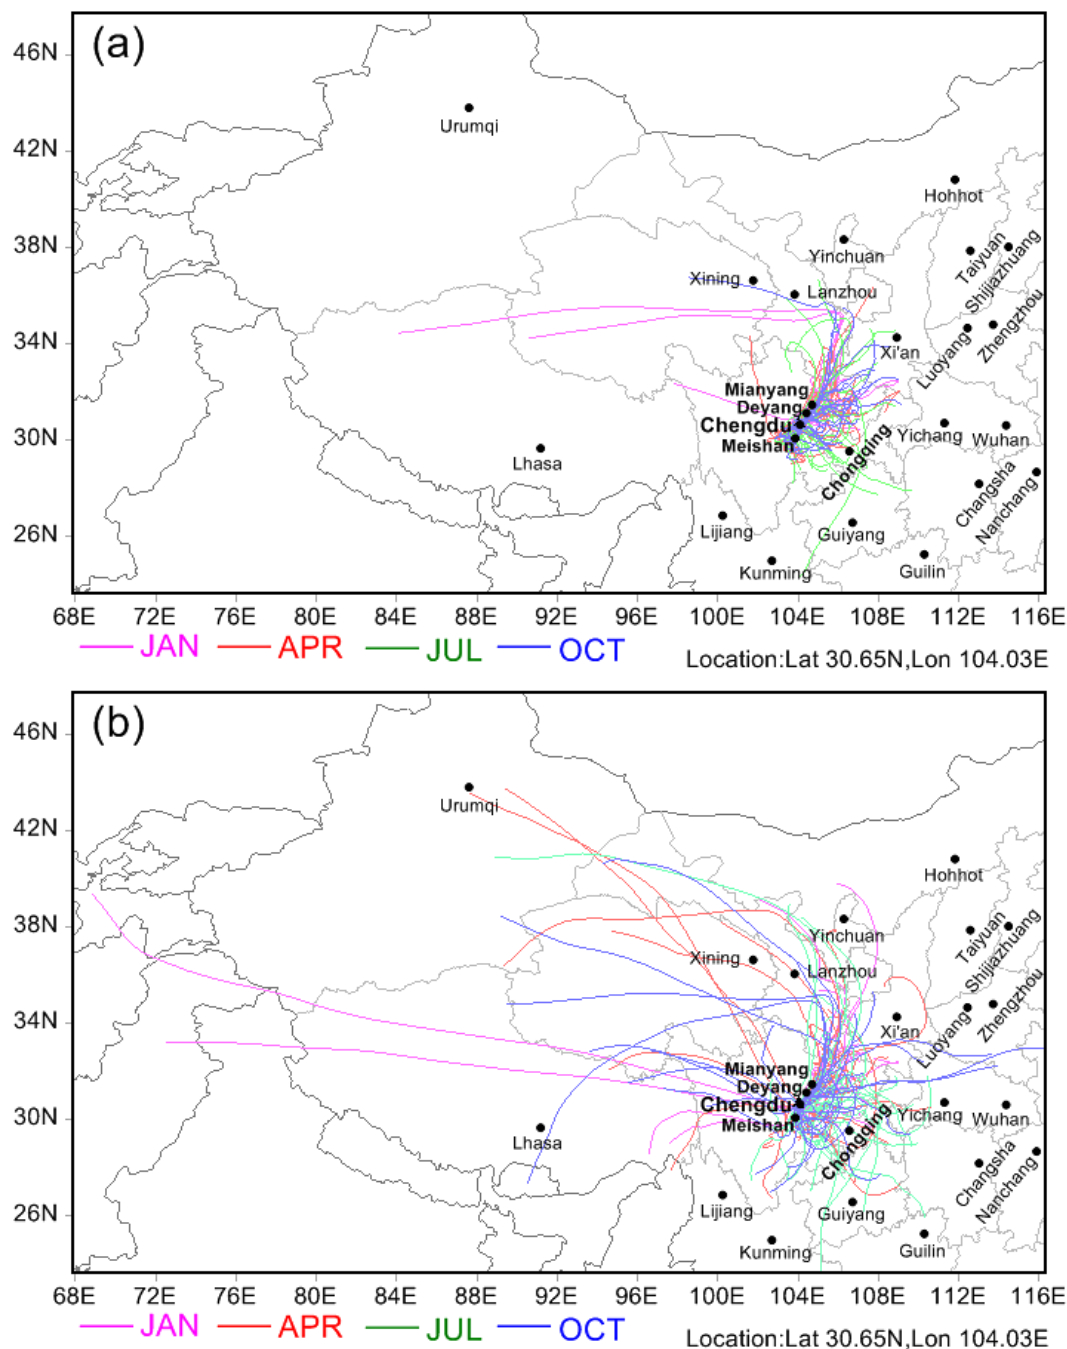 (a)
46N
Urumqi
42N
Hohhot
38N
Yinchuan
Taiyuan
Shijiazhuang
Xining
Lanzhou
34N
Xi'an
Luoyang
Zhengzhou
Mianyang
Deyang
Chengdu
Meishan
30N
Lhasa
Chongqing
Yichang
Wuhan
Changsha
Nanchang
26N
Lijiang
Guiyang
Kunming
Guilin
68E 72E 76E 80E 84E 88E 92E 96E 100E 104E 108E 112E 116E
JAN APR JUL OCT
Location:Lat 30.65N,Lon 104.03E
(b)
46N
Urumqi
42N
Hohhot
38N
Yinchuan
Taiyuan
Shijiazhuang
Xining
Lanzhou
34N
Xi'an
Luoyang
Zhengzhou
Mianyang
Deyang
Chengdu
Meishan
30N
Lhasa
Chongqing
Yichang
Wuhan
Changsha
Nanchang
26N
Lijiang
Guiyang
Kunming
Guilin
68E 72E 76E 80E 84E 88E 92E 96E 100E 104E 108E 112E 116E
JAN APR JUL OCT
Location:Lat 30.65N,Lon 104.03E